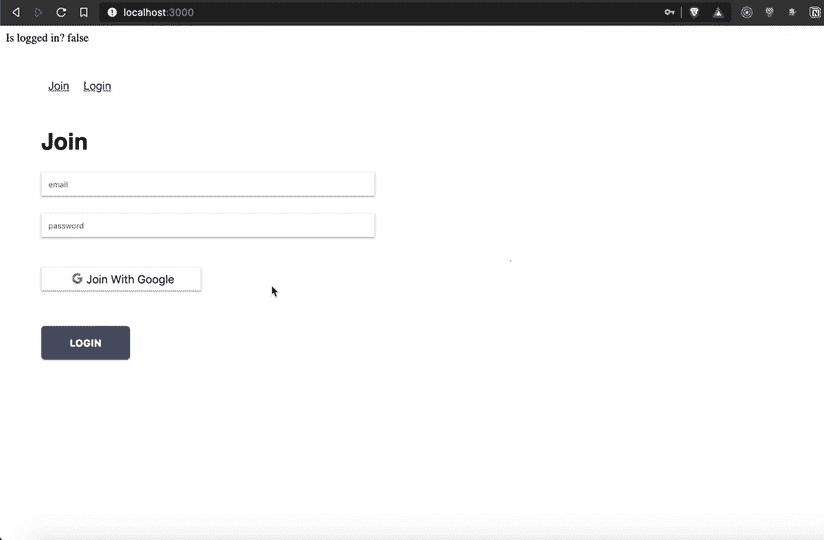 localhost:3000
Is logged in? false
Join Login
Join
email
password
G Join With Google
LOGIN